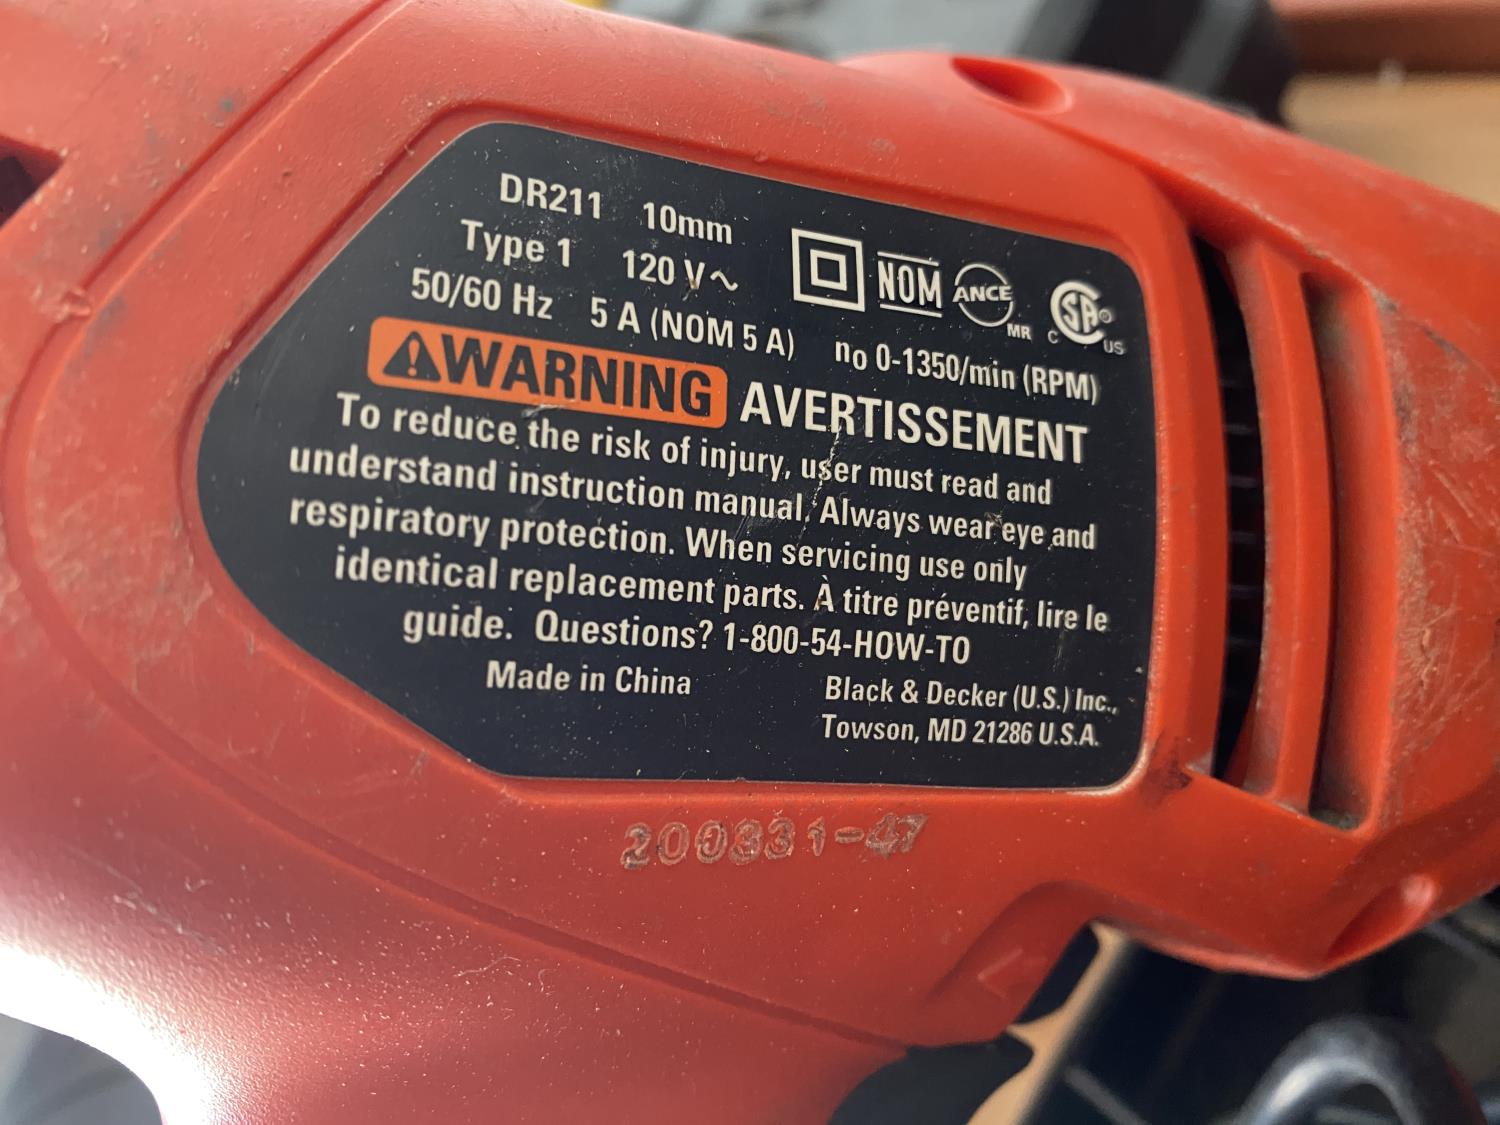 DR211 10mm
Type 1 120 V~
50/60 Hz 5 A (NOM 5 A) no 0-1350/min (RPM)
NOM ANCE MR CSA® C US
WARNING AVERTISSEMENT
To reduce the risk of injury, user must read and
understand instruction manual. Always wear eye and
respiratory protection. When servicing use only
identical replacement parts. À titre préventif, lire le
guide. Questions? 1-800-54-HOW-TO
Made in China
Black & Decker (U.S.) Inc.,
Towson, MD 21286 U.S.A.
200331-47